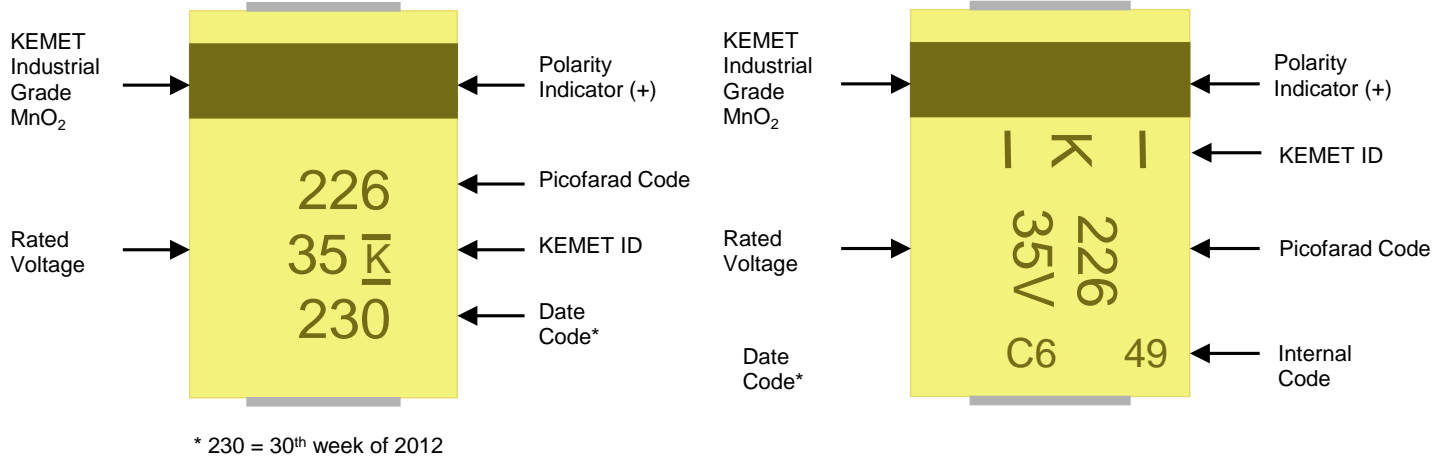 KEMET
Industrial
Grade
MnO₂
Polarity
Indicator (+)
226
Picofarad Code
Rated
Voltage
35 K
KEMET ID
230
Date
Code*
* 230 = 30th week of 2012
KEMET
Industrial
Grade
MnO₂
Polarity
Indicator (+)
K
KEMET ID
Rated
Voltage
226
35V
Picofarad Code
Date
Code*
C6 49
Internal
Code